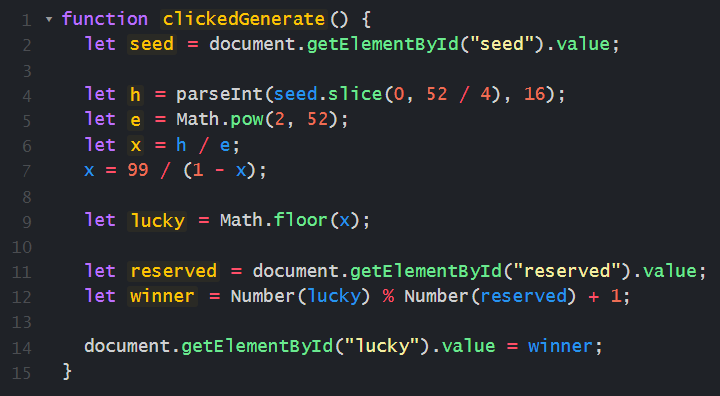 1 ▾ function clickedGenerate() {
2 let seed = document.getElementById("seed").value;
3
4 let h = parseInt(seed.slice(0, 52 / 4), 16);
5 let e = Math.pow(2, 52);
6 let x = h / e;
7 x = 99 / (1 - x);
8
9 let lucky = Math.floor(x);
10
11 let reserved = document.getElementById("reserved").value;
12 let winner = Number(lucky) % Number(reserved) + 1;
13
14 document.getElementById("lucky").value = winner;
15 }